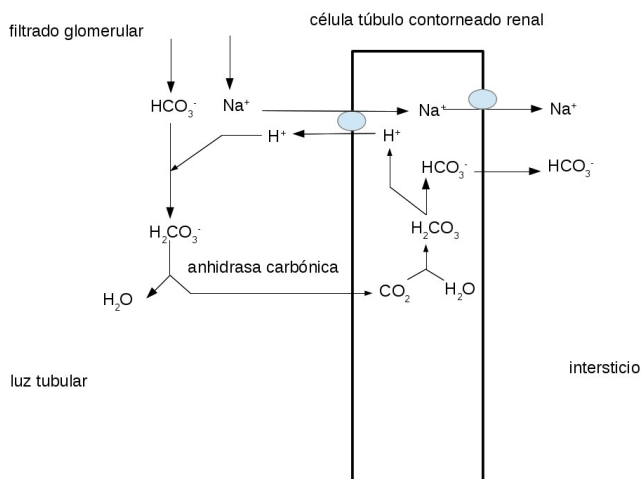 célula túbulo contorneado renal
filtrado glomerular
HCO₃⁻ Na⁺ Na⁺ Na⁺
H⁺ H⁺
HCO₃⁻ HCO₃⁻
H₂CO₃⁻ H₂CO₃
anhidrasa carbónica
H₂O CO₂ H₂O
luz tubular intersticio